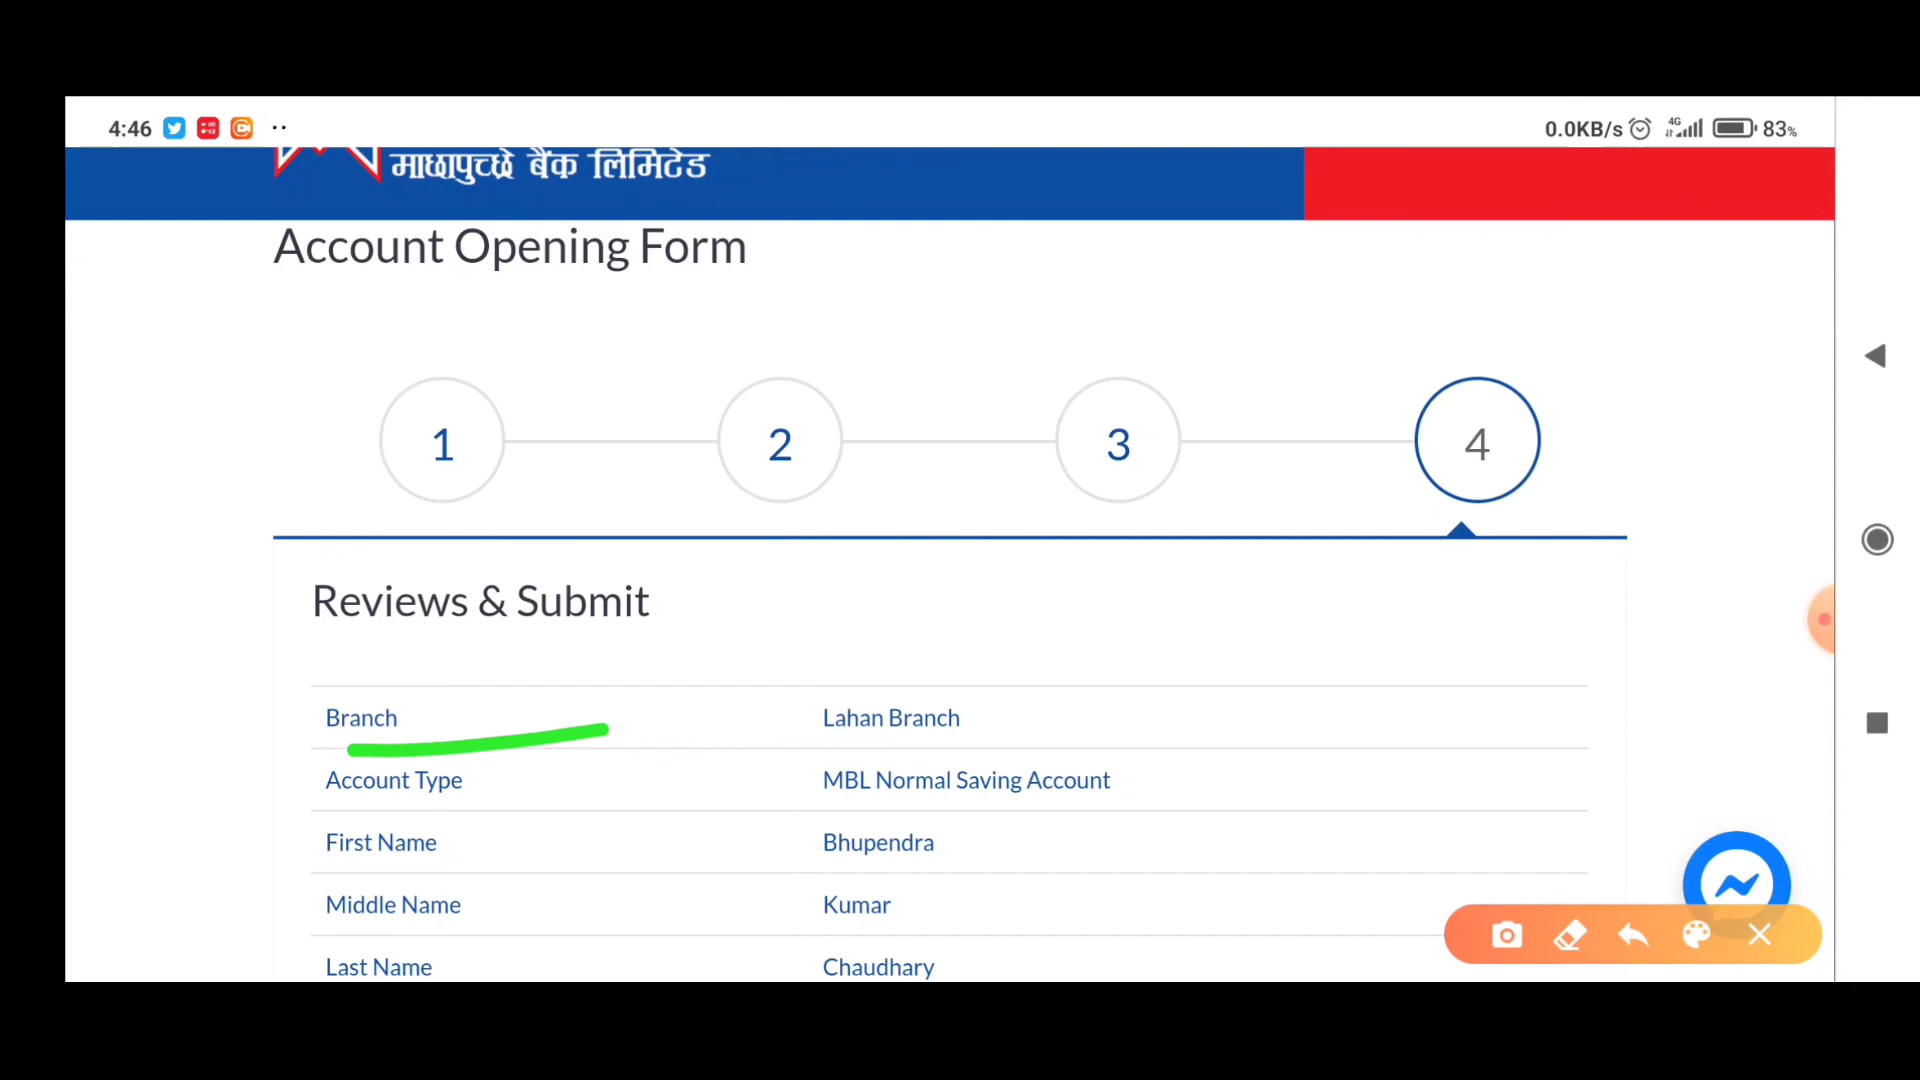 4:46 0.0KB/s 4G 83%
माछापुच्छ्रे बैंक लिमिटेड
Account Opening Form
1 2 3 4
Reviews & Submit
Branch Lahan Branch
Account Type MBL Normal Saving Account
First Name Bhupendra
Middle Name Kumar
Last Name Chaudhary